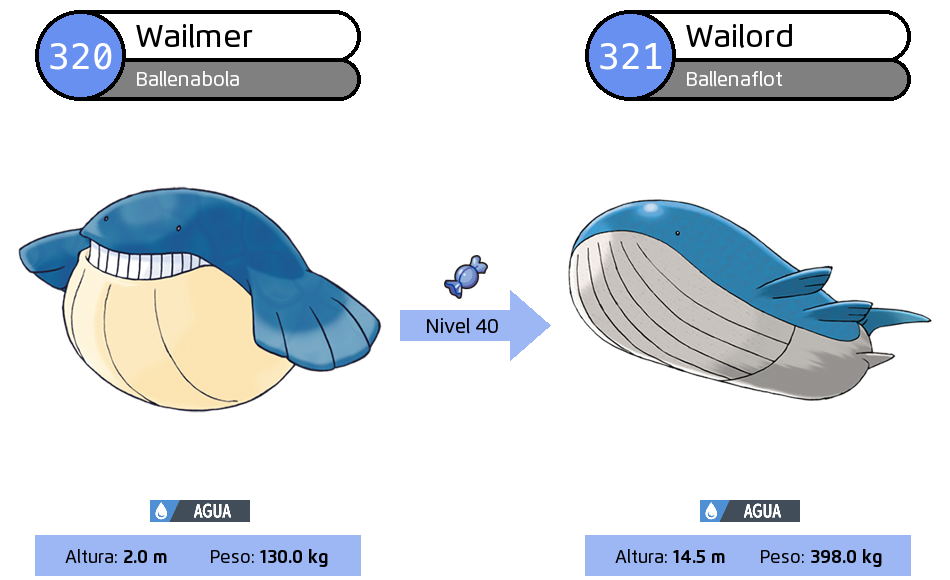 320
Wailmer
Ballenabola
321
Wailord
Ballenaflot
Nivel 40
AGUA
AGUA
Altura: 2.0 m Peso: 130.0 kg
Altura: 14.5 m Peso: 398.0 kg